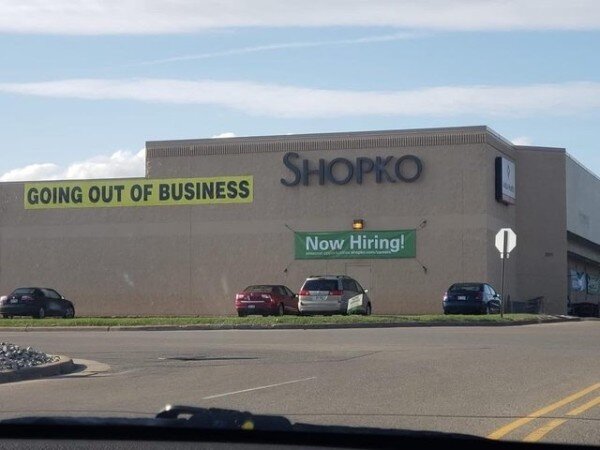 GOING OUT OF BUSINESS
SHOPKO
Now Hiring!